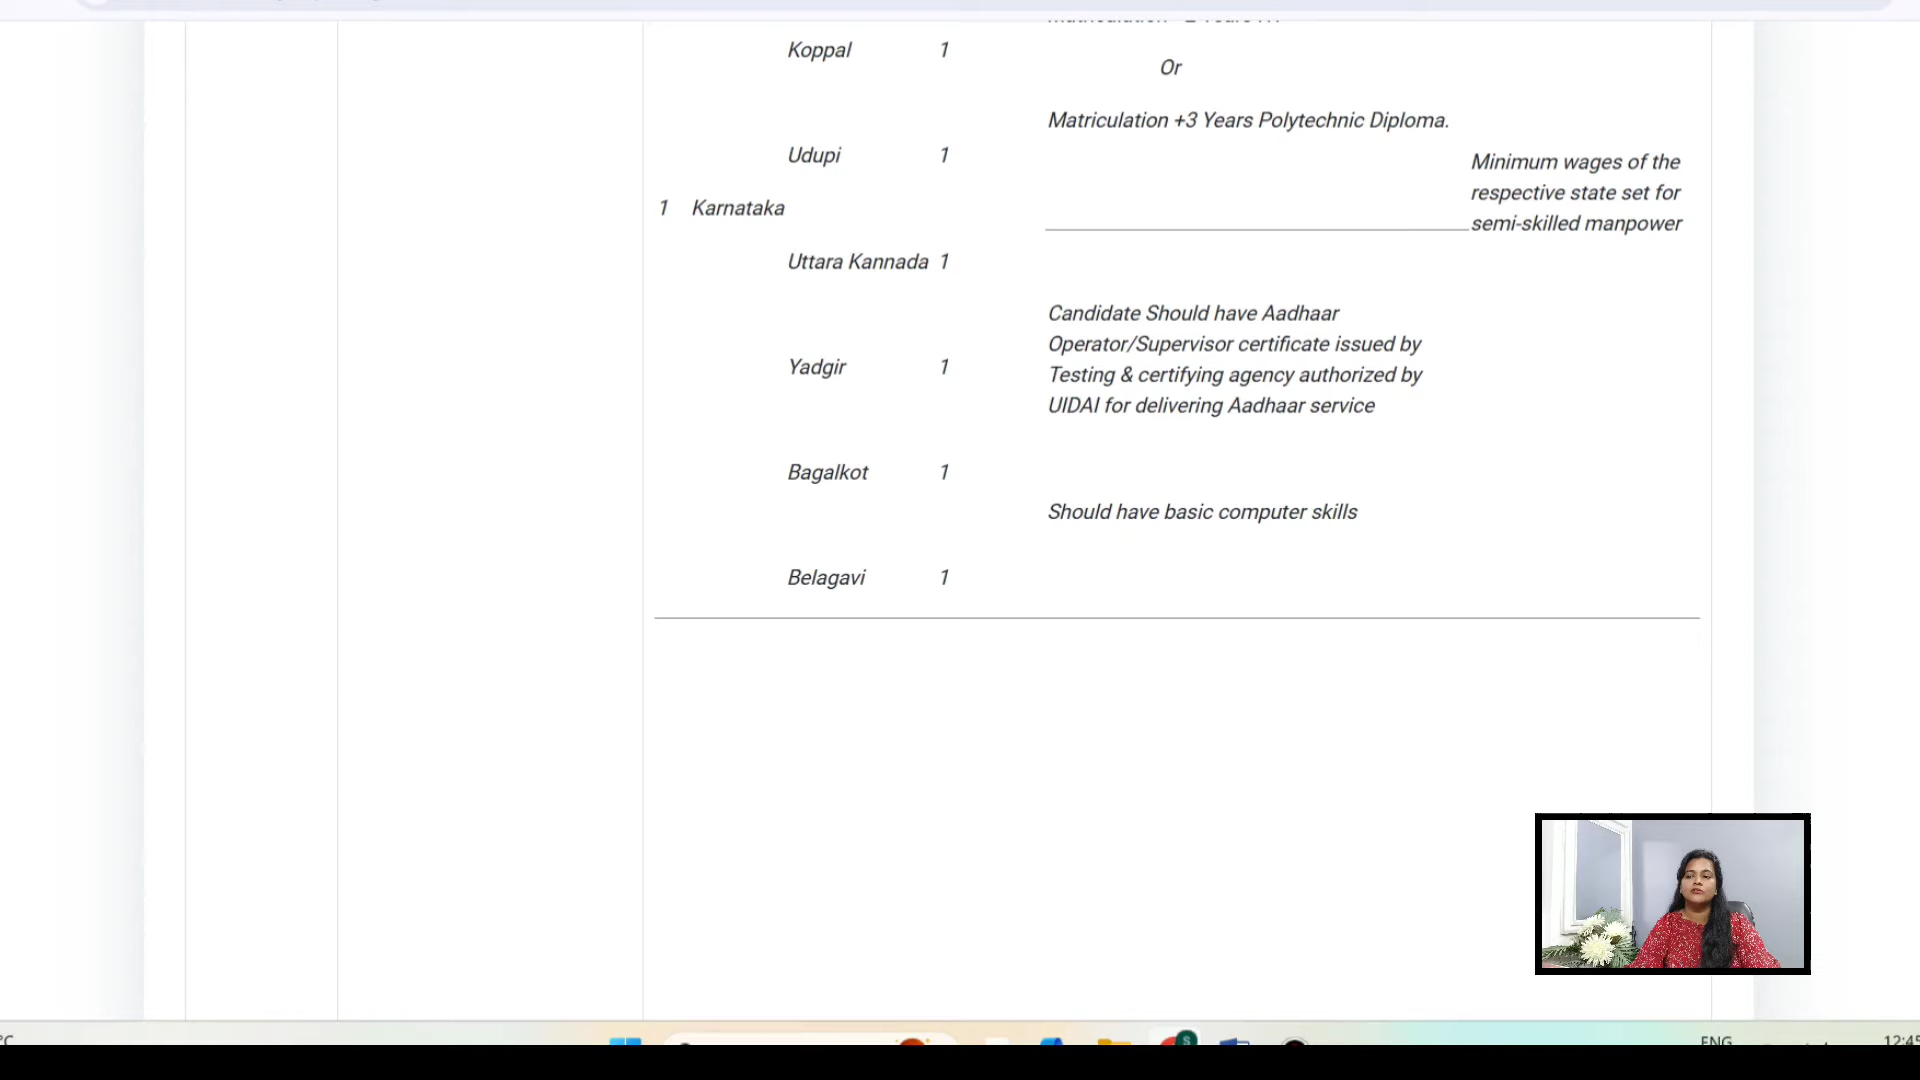 Koppal 1
Or
Matriculation +3 Years Polytechnic Diploma.
Udupi 1
Minimum wages of the
respective state set for
semi-skilled manpower
1 Karnataka
Uttara Kannada 1
Candidate Should have Aadhaar
Operator/Supervisor certificate issued by
Testing & certifying agency authorized by
UIDAI for delivering Aadhaar service
Yadgir 1
Bagalkot 1
Should have basic computer skills
Belagavi 1
ENG